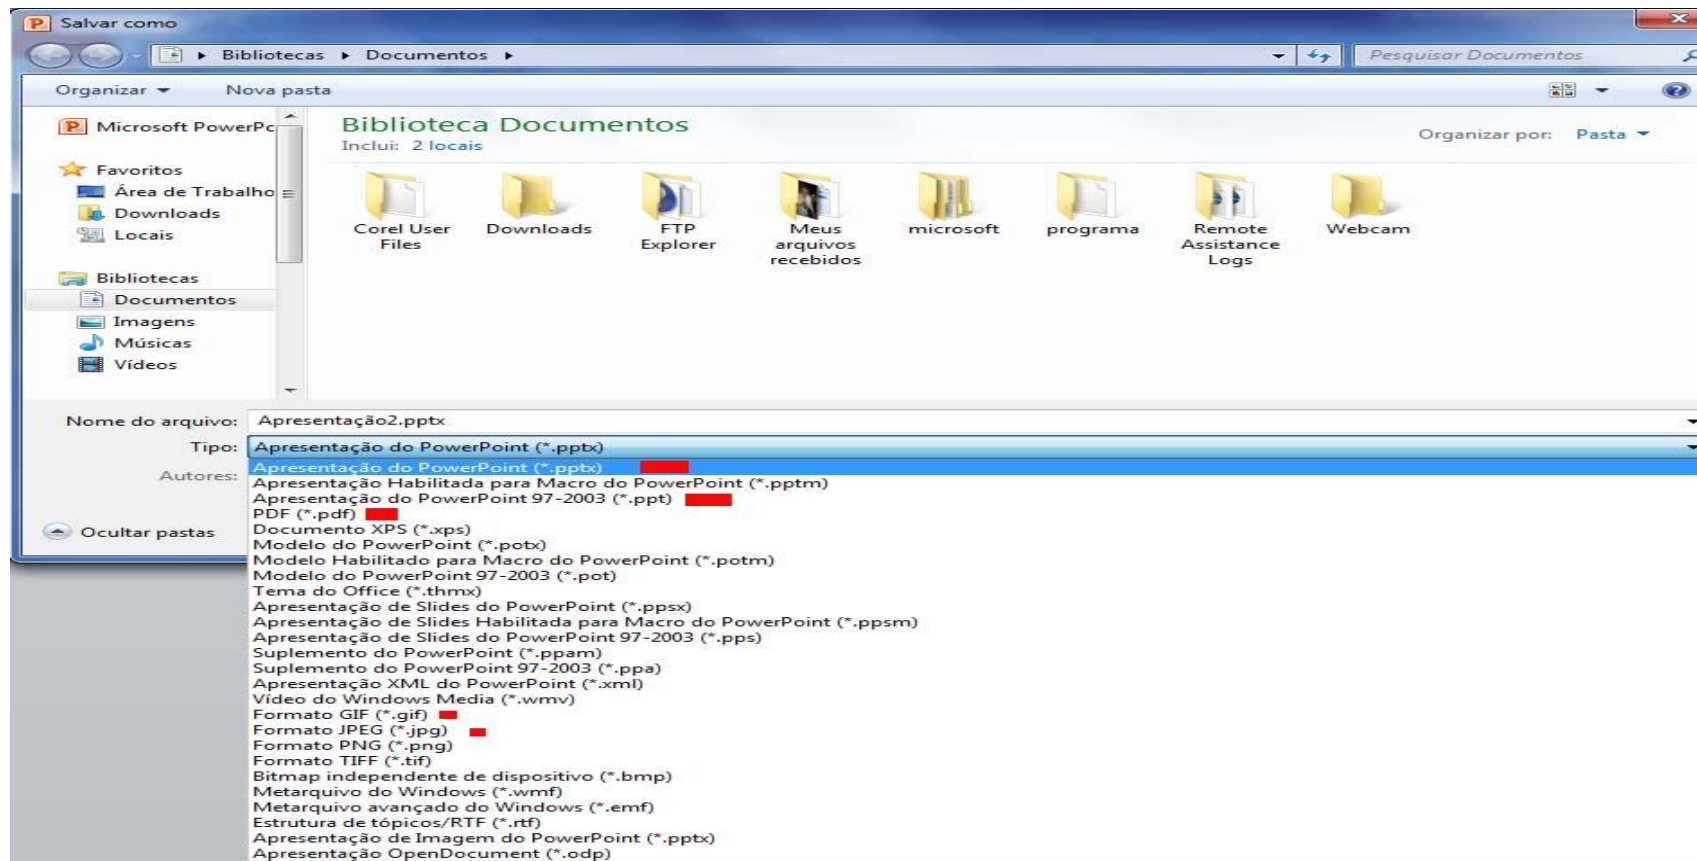 Salvar como
Bibliotecas Documentos
Pesquisar Documentos
Organizar Nova pasta
Microsoft PowerPc
Favoritos
Área de Trabalho
Downloads
Locais
Bibliotecas
Documentos
Imagens
Músicas
Vídeos
Biblioteca Documentos
Inclui: 2 locais
Organizar por: Pasta
Corel User
Files
Downloads
FTP
Explorer
Meus
arquivos
recebidos
microsoft
programa
Remote
Assistance
Logs
Webcam
Nome do arquivo: Apresentação2.pptx
Tipo: Apresentação do PowerPoint (*.pptx)
Autores:
Ocultar pastas
Apresentação do PowerPoint (*.pptx)
Apresentação Habilitada para Macro do PowerPoint (*.pptm)
Apresentação do PowerPoint 97-2003 (*.ppt)
PDF (*.pdf)
Documento XPS (*.xps)
Modelo do PowerPoint (*.potx)
Modelo Habilitado para Macro do PowerPoint (*.potm)
Modelo do PowerPoint 97-2003 (*.pot)
Tema do Office (*.thmx)
Apresentação de Slides do PowerPoint (*.ppsx)
Apresentação de Slides Habilitada para Macro do PowerPoint (*.ppsm)
Apresentação de Slides do PowerPoint 97-2003 (*.pps)
Suplemento do PowerPoint (*.ppam)
Suplemento do PowerPoint 97-2003 (*.ppa)
Apresentação XML do PowerPoint (*.xml)
Vídeo do Windows Media (*.wmv)
Formato GIF (*.gif)
Formato JPEG (*.jpg)
Formato PNG (*.png)
Formato TIFF (*.tif)
Bitmap independente de dispositivo (*.bmp)
Metarquivo do Windows (*.wmf)
Metarquivo avançado do Windows (*.emf)
Estrutura de tópicos/RTF (*.rtf)
Apresentação de Imagem do PowerPoint (*.pptx)
Apresentação OpenDocument (*.odp)